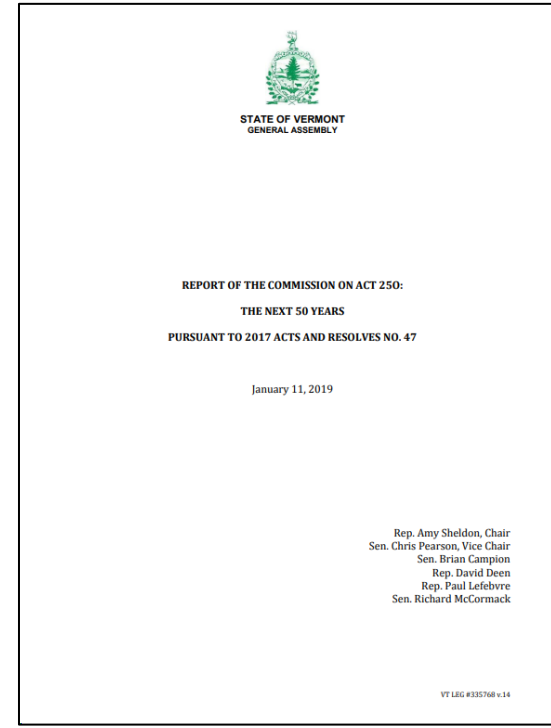 STATE OF VERMONT
GENERAL ASSEMBLY
REPORT OF THE COMMISSION ON ACT 250:
THE NEXT 50 YEARS
PURSUANT TO 2017 ACTS AND RESOLVES NO. 47
January 11, 2019
Rep. Amy Sheldon, Chair
Sen. Chris Pearson, Vice Chair
Sen. Brian Campion
Rep. David Deen
Rep. Paul Lefebvre
Sen. Richard McCormack
VT LEG #335768 v.14